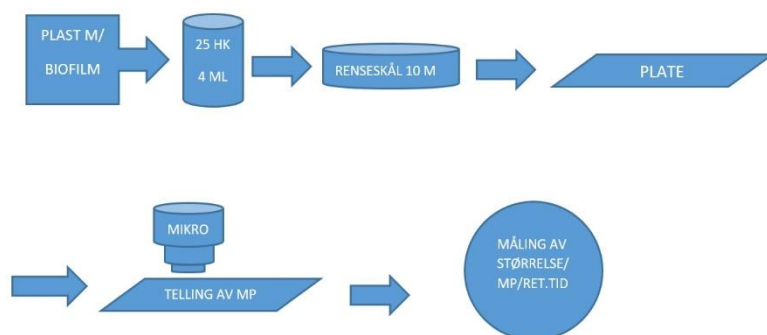 PLAST M/
BIOFILM
25 HK
4 ML
RENSESKÅL 10 M
PLATE
MIKRO
TELLING AV MP
MÅLING AV
STØRRELSE/
MP/RET.TID